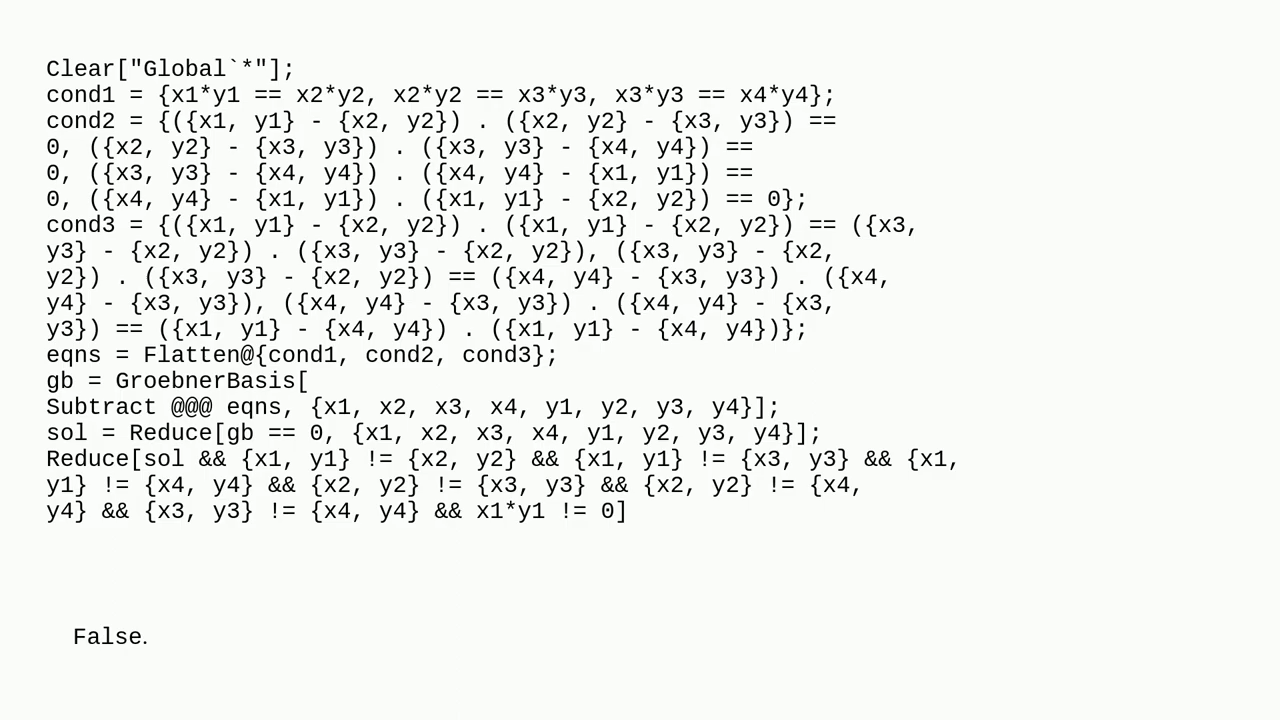 Clear["Global`*"];
cond1 = {x1*y1 == x2*y2, x2*y2 == x3*y3, x3*y3 == x4*y4};
cond2 = {({x1, y1} - {x2, y2}) . ({x2, y2} - {x3, y3}) ==
0, ({x2, y2} - {x3, y3}) . ({x3, y3} - {x4, y4}) ==
0, ({x3, y3} - {x4, y4}) . ({x4, y4} - {x1, y1}) ==
0, ({x4, y4} - {x1, y1}) . ({x1, y1} - {x2, y2}) == 0};
cond3 = {({x1, y1} - {x2, y2}) . ({x1, y1} - {x2, y2}) == ({x3,
y3} - {x2, y2}) . ({x3, y3} - {x2, y2}), ({x3, y3} - {x2,
y2}) . ({x3, y3} - {x2, y2}) == ({x4, y4} - {x3, y3}) . ({x4,
y4} - {x3, y3}), ({x4, y4} - {x3, y3}) . ({x4, y4} - {x3,
y3}) == ({x1, y1} - {x4, y4}) . ({x1, y1} - {x4, y4})};
eqns = Flatten@{cond1, cond2, cond3};
gb = GroebnerBasis[
Subtract @@@ eqns, {x1, x2, x3, x4, y1, y2, y3, y4}];
sol = Reduce[gb == 0, {x1, x2, x3, x4, y1, y2, y3, y4}];
Reduce[sol && {x1, y1} != {x2, y2} && {x1, y1} != {x3, y3} && {x1,
y1} != {x4, y4} && {x2, y2} != {x3, y3} && {x2, y2} != {x4,
y4} && {x3, y3} != {x4, y4} && x1*y1 != 0]
False.